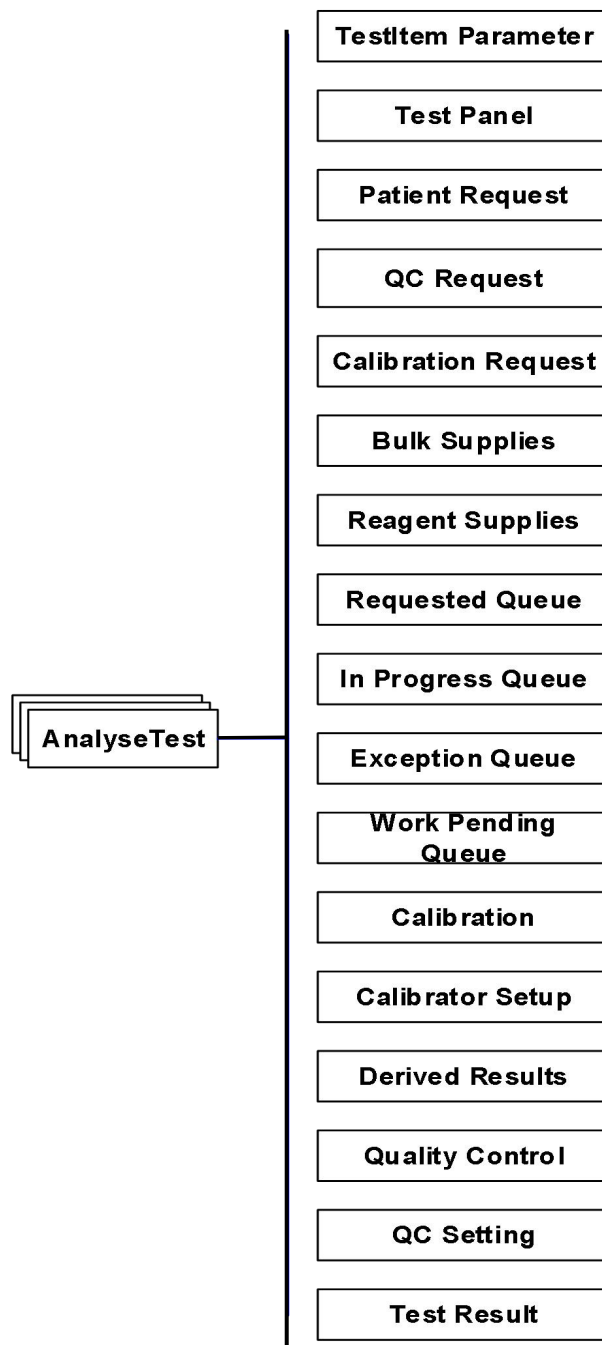 TestItem Parameter
Test Panel
Patient Request
QC Request
Calibration Request
Bulk Supplies
Reagent Supplies
Requested Queue
In Progress Queue
AnalyseTest
Exception Queue
Work Pending
Queue
Calibration
Calibrator Setup
Derived Results
Quality Control
QC Setting
Test Result